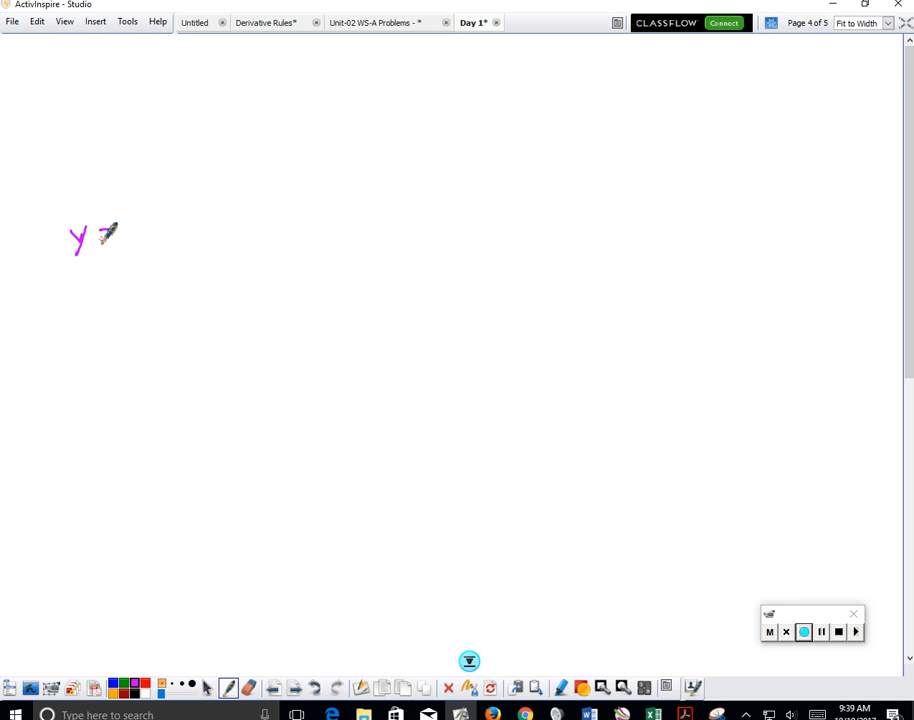 ActivInspire - Studio
File Edit View Insert Tools Help Untitled Derivative Rules* Unit-02 WS-A Problems - * Day 1* CLASSFLOW Connect Page 4 of 5 Fit to Width
y =
M
Type here to search
9:39 AM